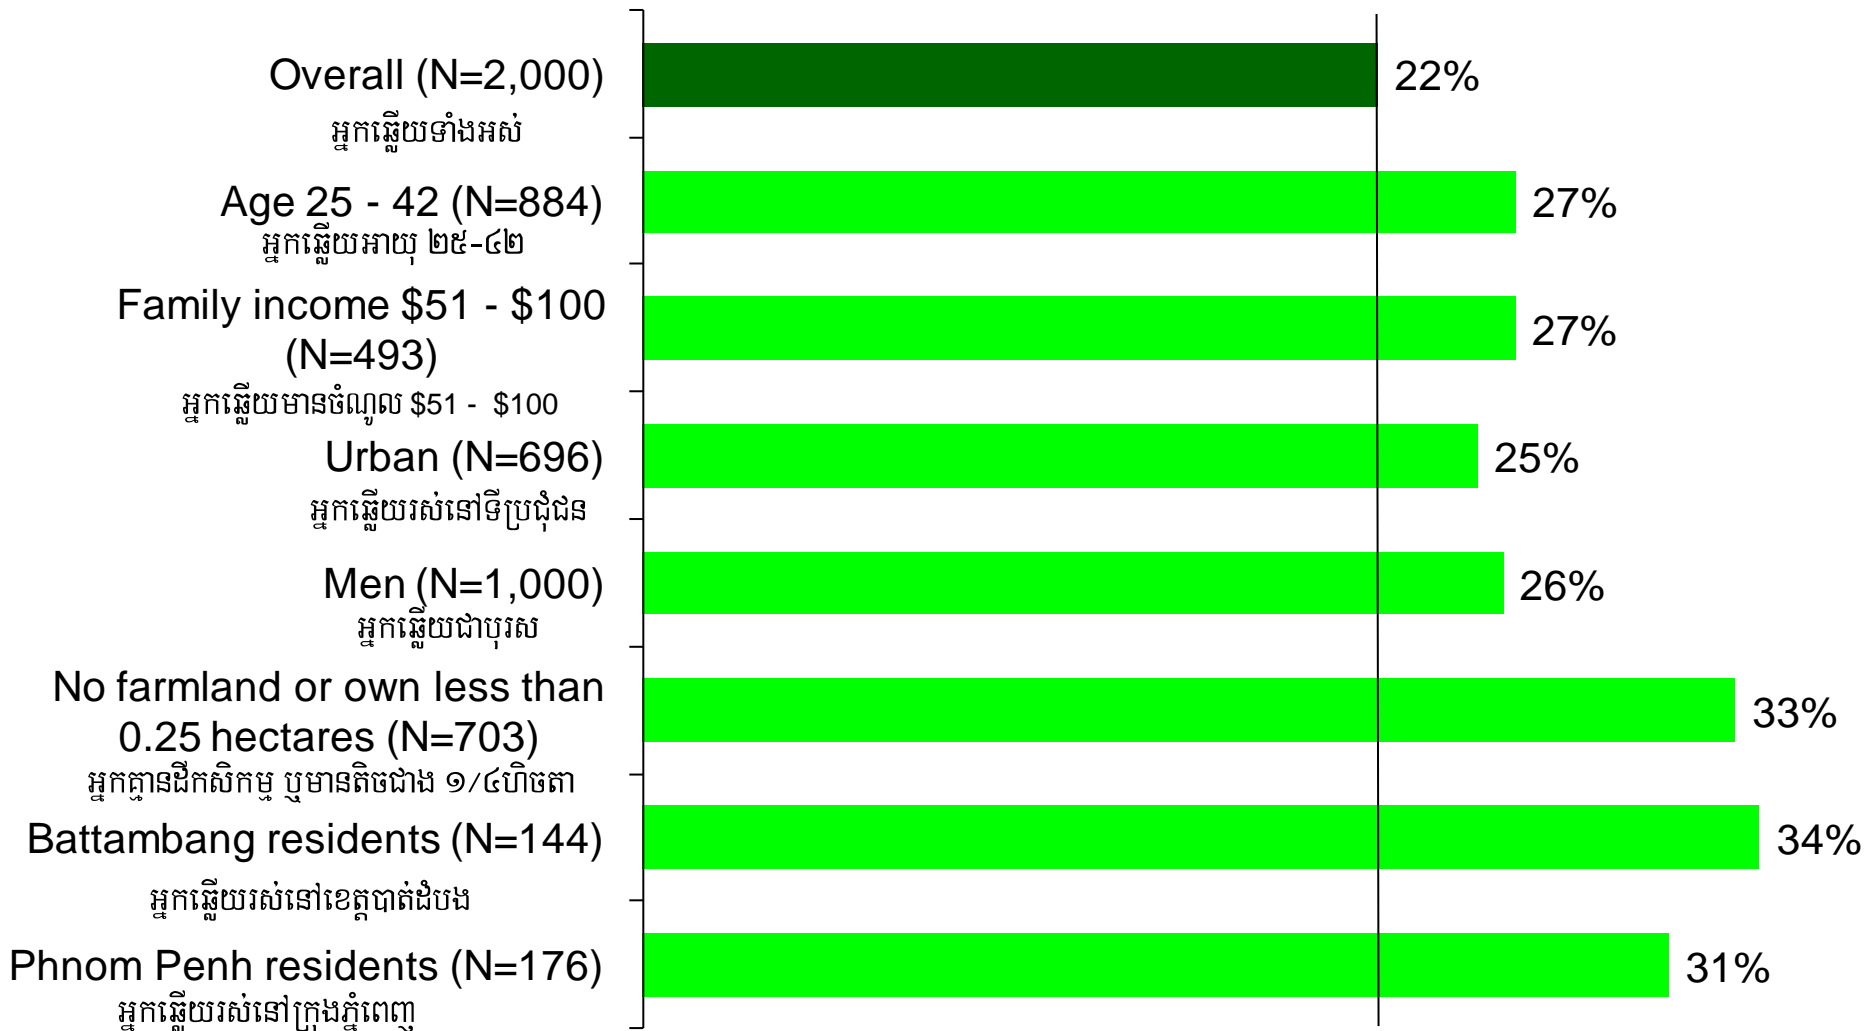 Overall (N=2,000)
22%
អ្នកឆ្លើយទាំងអស់
Age 25 - 42 (N=884)
27%
អ្នកឆ្លើយអាយុ ២៥-៤២
Family income $51 - $100
(N=493)
27%
អ្នកឆ្លើយមានចំណូល $51 - $100
Urban (N=696)
25%
អ្នកឆ្លើយរស់នៅទីប្រជុំជន
Men (N=1,000)
26%
អ្នកឆ្លើយជាបុរស
No farmland or own less than
0.25 hectares (N=703)
33%
អ្នកគ្មានដីកសិកម្ម ឬមានតិចជាង ១/៤ហិចតា
Battambang residents (N=144)
34%
អ្នកឆ្លើយរស់នៅខេត្តបាត់ដំបង
Phnom Penh residents (N=176)
31%
អ្នកឆ្លើយរស់នៅក្រុងភ្នំពេញ